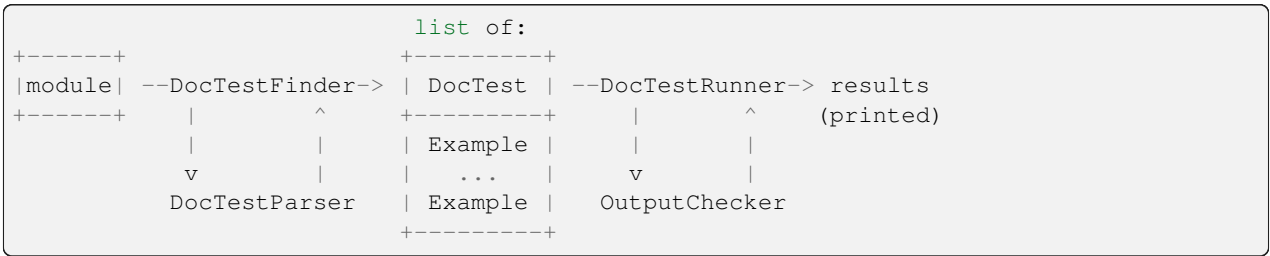 list of:
+------+                   +---------+
|module| --DocTestFinder-> | DocTest | --DocTestRunner-> results
+------+    |        ^     +---------+     |       ^    (printed)
            |        |     | Example |     |       |
            v        |     |   ...   |     v       |
           DocTestParser   | Example |   OutputChecker
                           +---------+